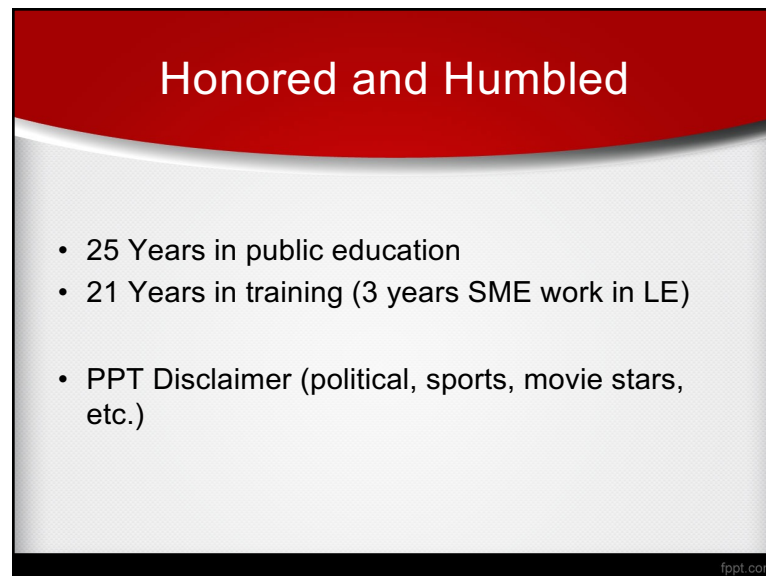 Honored and Humbled
• 25 Years in public education
• 21 Years in training (3 years SME work in LE)
• PPT Disclaimer (political, sports, movie stars,
etc.)
fppt.com